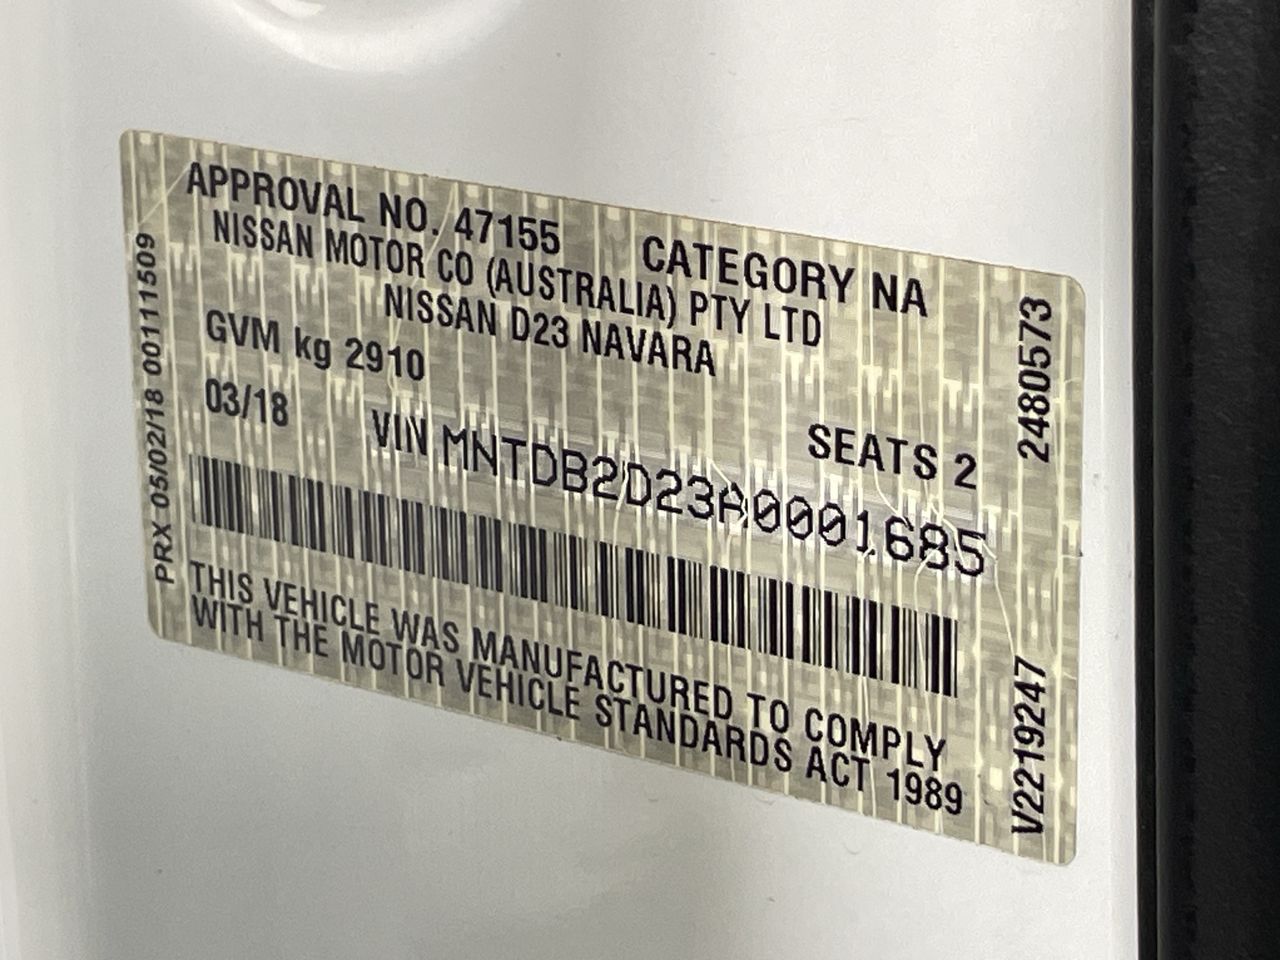 APPROVAL NO. 47155 CATEGORY NA
NISSAN MOTOR CO (AUSTRALIA) PTY LTD
NISSAN D23 NAVARA
GVM kg 2910
SEATS 2
03/18 VIN MNTDB2D23A0001685
THIS VEHICLE WAS MANUFACTURED TO COMPLY
WITH THE MOTOR VEHICLE STANDARDS ACT 1989
PRX 05/02/18 00111509
2480573
V2219247